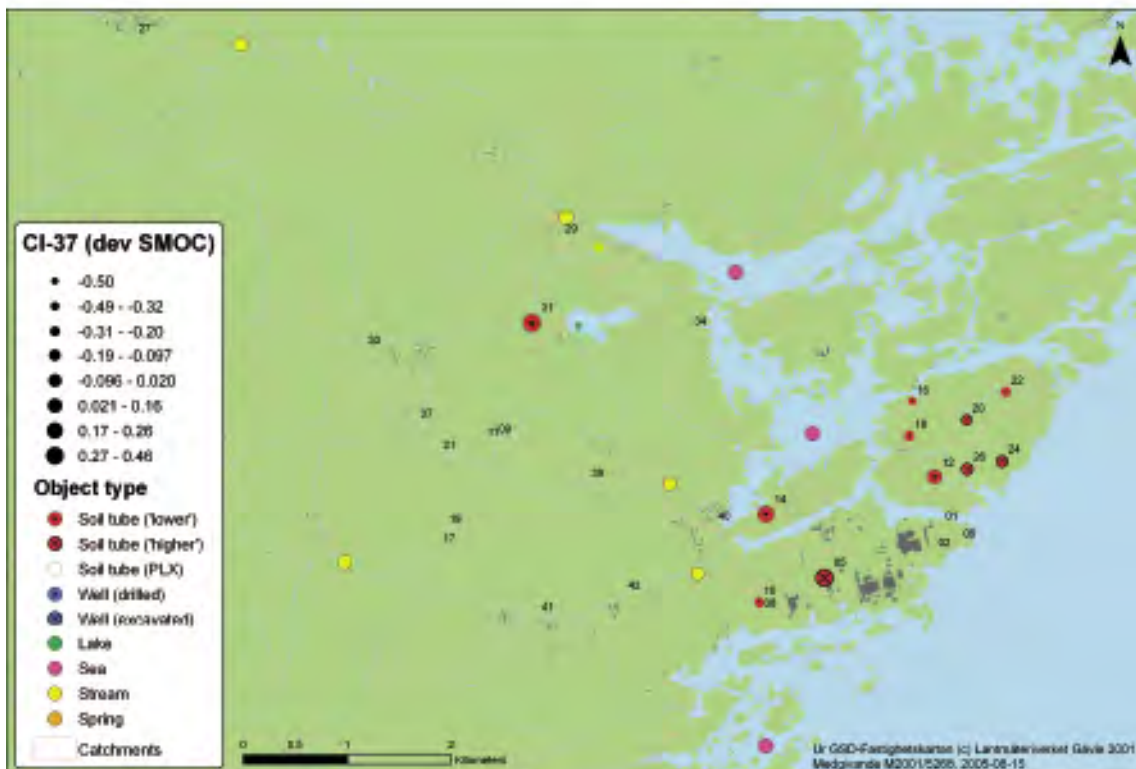 27
N
29
31
34
33
22
15
20
37
18
21
24
12
26
39
14
40
01
17
02
42
41
Cl-37 (dev SMOC)
-0.50
-0.49 - -0.32
-0.31 - -0.20
-0.19 - -0.097
-0.096 - 0.020
0.021 - 0.16
0.17 - 0.26
0.27 - 0.46
Object type
Soil tube ('lower')
Soil tube ('higher')
Soil tube (PLX)
Well (drilled)
Well (excavated)
Lake
Sea
Stream
Spring
Catchments
0 0.5 1 2
Kilometers
Ur GSD-Fastighetskartan (c) Lantmäteriverket Gävle 2001
Medgivande M2001/5268, 2005-08-15